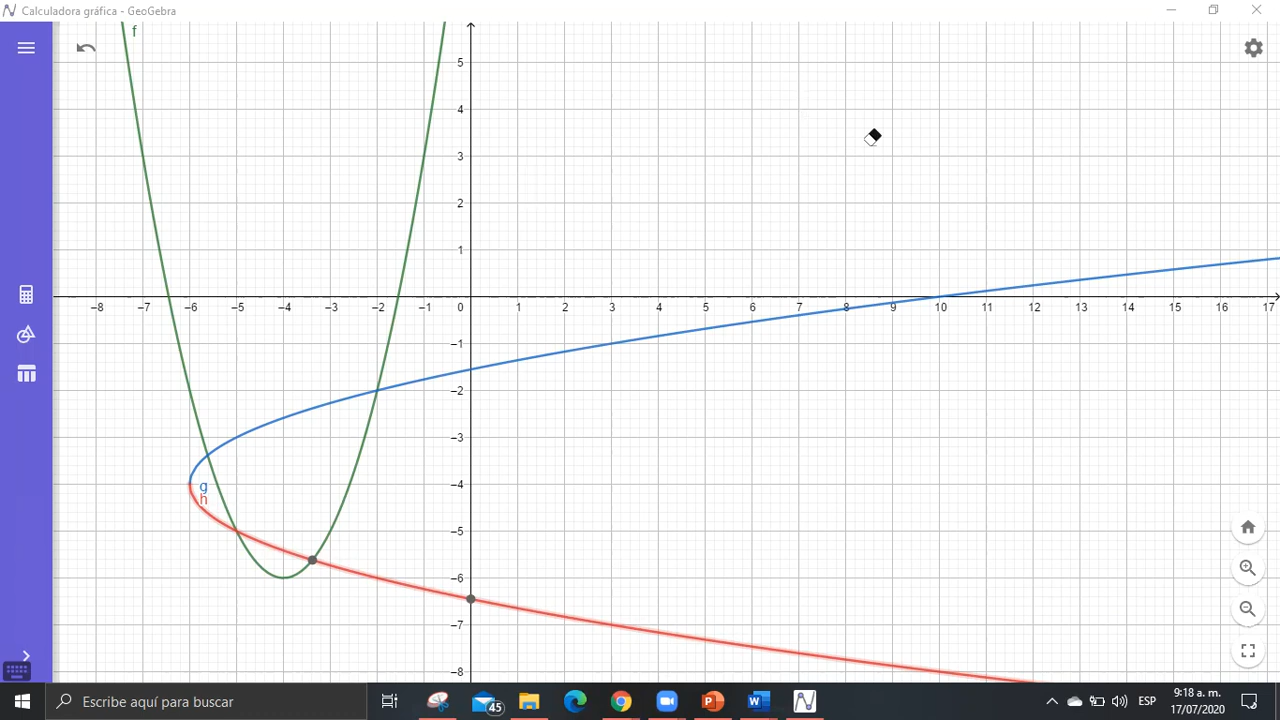 Calculadora gráfica - GeoGebra
f
5
4
3
2
1
−8 −7 −6 −5 −4 −3 −2 −1 0 1 2 3 4 5 6 7 8 9 10 11 12 13 14 15 16 17
−1
−2
−3
−4
g
h
−5
−6
−7
−8
Escribe aquí para buscar
45
P
W
ESP
9:18 a. m.
17/07/2020